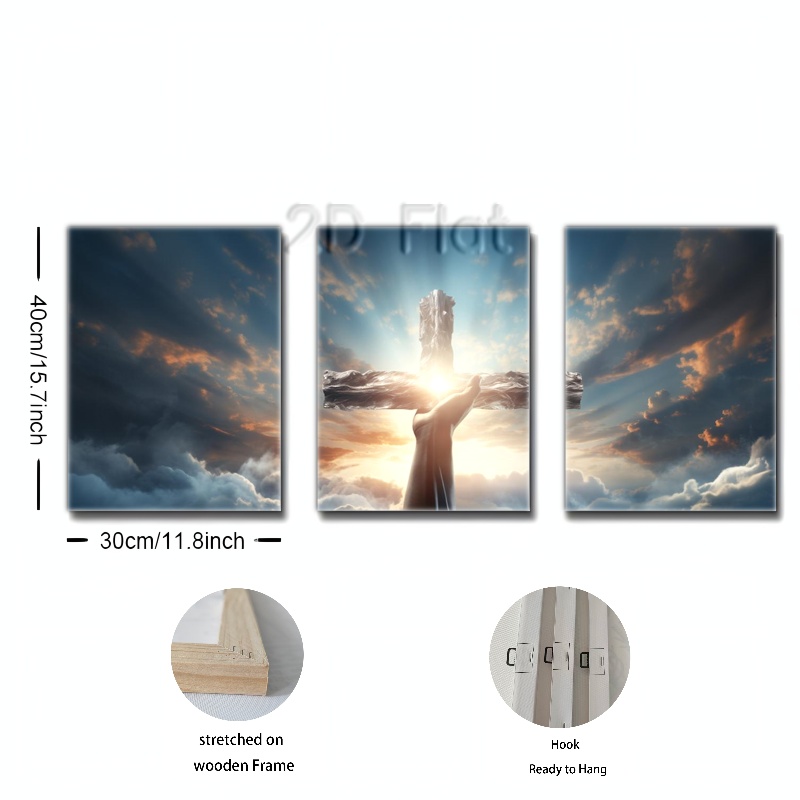 2D Flat
40cm/15.7inch
30cm/11.8inch
stretched on
wooden Frame
Hook
Ready to Hang